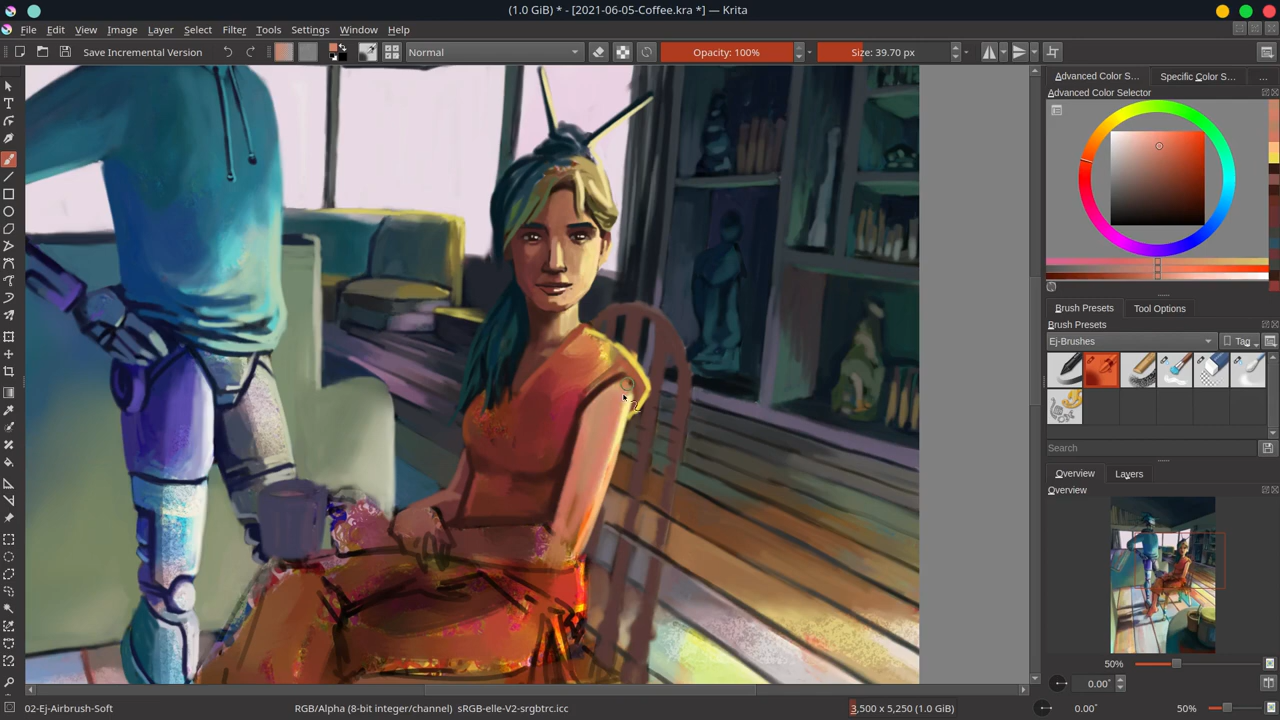 (1.0 GiB) * - [2021-06-05-Coffee.kra *] — Krita
File Edit View Image Layer Select Filter Tools Settings Window Help
Save Incremental Version Normal Opacity: 100% Size: 39.70 px
Advanced Color S... Specific Color S... ...
Advanced Color Selector
Brush Presets Tool Options
Brush Presets
Ej-Brushes Tag
Search
Overview Layers
Overview
50%
0.00°
02-Ej-Airbrush-Soft RGB/Alpha (8-bit integer/channel) sRGB-elle-V2-srgbtrc.icc 3,500 x 5,250 (1.0 GiB) 0.00° 50%